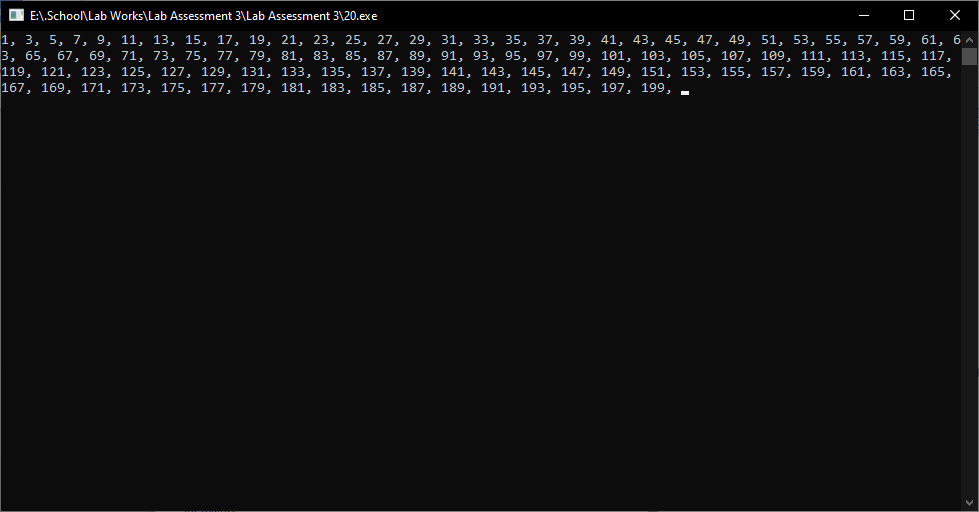 E:\.School\Lab Works\Lab Assessment 3\Lab Assessment 3\20.exe
1, 3, 5, 7, 9, 11, 13, 15, 17, 19, 21, 23, 25, 27, 29, 31, 33, 35, 37, 39, 41, 43, 45, 47, 49, 51, 53, 55, 57, 59, 61, 6
3, 65, 67, 69, 71, 73, 75, 77, 79, 81, 83, 85, 87, 89, 91, 93, 95, 97, 99, 101, 103, 105, 107, 109, 111, 113, 115, 117,
119, 121, 123, 125, 127, 129, 131, 133, 135, 137, 139, 141, 143, 145, 147, 149, 151, 153, 155, 157, 159, 161, 163, 165,
167, 169, 171, 173, 175, 177, 179, 181, 183, 185, 187, 189, 191, 193, 195, 197, 199,